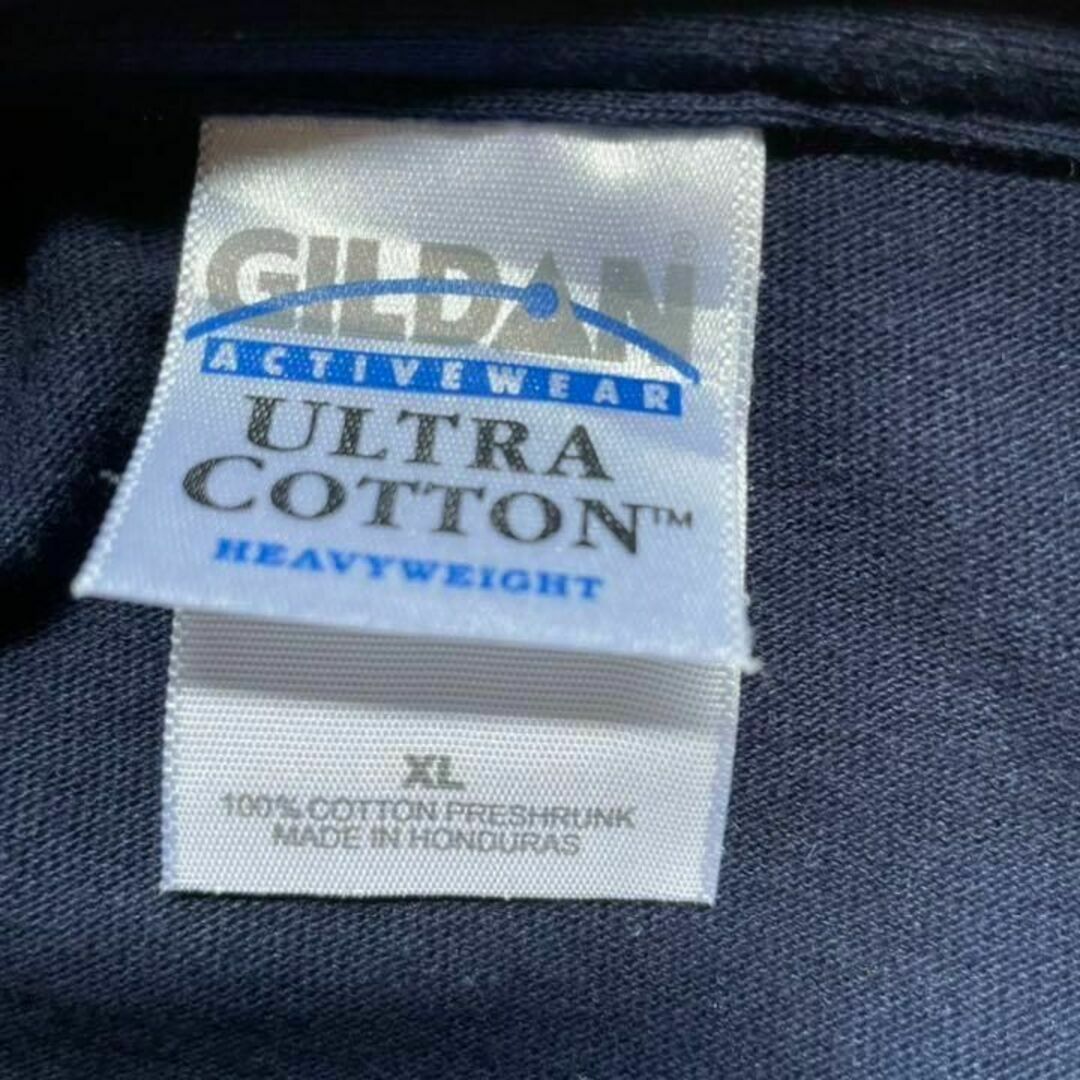 GILDAN
ACTIVEWEAR
ULTRA
COTTON™
HEAVYWEIGHT
XL
100% COTTON PRESHRUNK
MADE IN HONDURAS